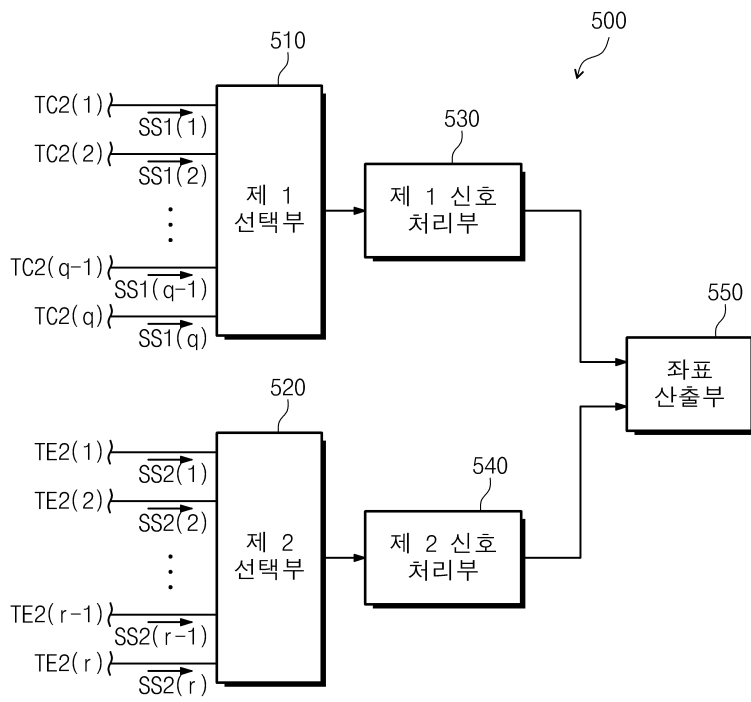 500
510
TC2(1)
SS1(1)
TC2(2)
SS1(2)
TC2(q-1)
SS1(q-1)
TC2(q)
SS1(q)
제 1
선택부
530
제 1 신호
처리부
550
좌표
산출부
520
TE2(1)
SS2(1)
TE2(2)
SS2(2)
TE2(r-1)
SS2(r-1)
TE2(r)
SS2(r)
제 2
선택부
540
제 2 신호
처리부